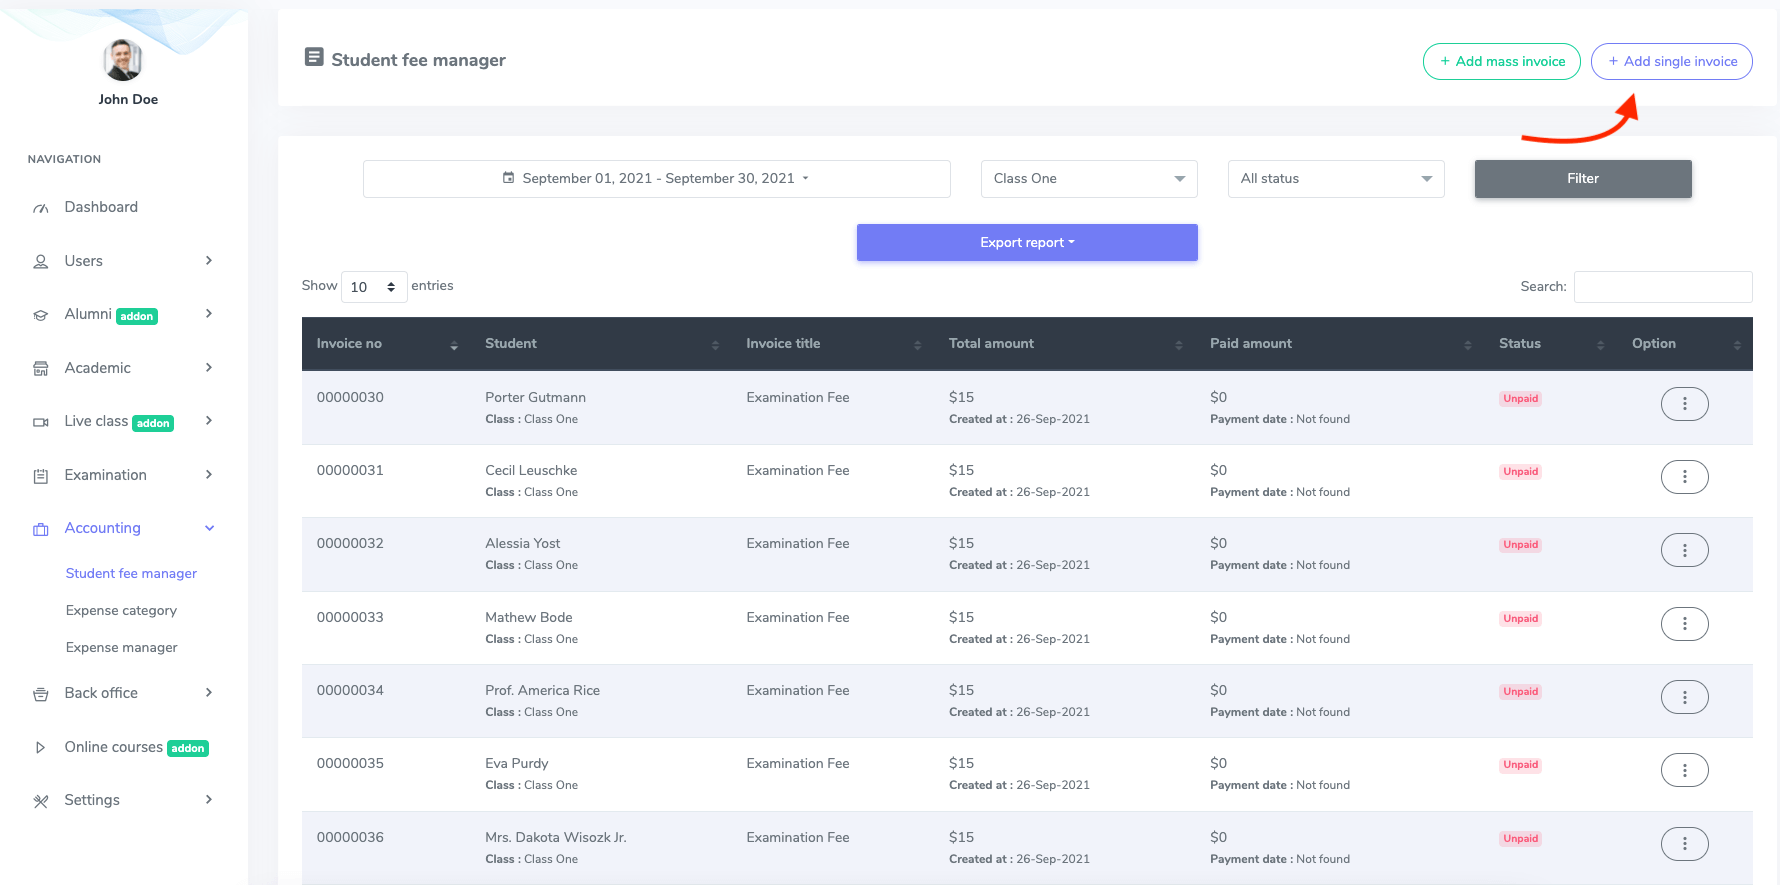 John Doe
NAVIGATION
Dashboard
Users
Alumni addon
Academic
Live class addon
Examination
Accounting
Student fee manager
Expense category
Expense manager
Back office
Online courses addon
Settings
Student fee manager
+ Add mass invoice
+ Add single invoice
September 01, 2021 - September 30, 2021
Class One
All status
Filter
Export report
Show 10 entries
Search:
Invoice no Student Invoice title Total amount Paid amount Status Option
00000030 Porter Gutmann Examination Fee $15 $0 Unpaid
Class : Class One Created at : 26-Sep-2021 Payment date : Not found
00000031 Cecil Leuschke Examination Fee $15 $0 Unpaid
Class : Class One Created at : 26-Sep-2021 Payment date : Not found
00000032 Alessia Yost Examination Fee $15 $0 Unpaid
Class : Class One Created at : 26-Sep-2021 Payment date : Not found
00000033 Mathew Bode Examination Fee $15 $0 Unpaid
Class : Class One Created at : 26-Sep-2021 Payment date : Not found
00000034 Prof. America Rice Examination Fee $15 $0 Unpaid
Class : Class One Created at : 26-Sep-2021 Payment date : Not found
00000035 Eva Purdy Examination Fee $15 $0 Unpaid
Class : Class One Created at : 26-Sep-2021 Payment date : Not found
00000036 Mrs. Dakota Wisozk Jr. Examination Fee $15 $0 Unpaid
Class : Class One Created at : 26-Sep-2021 Payment date : Not found